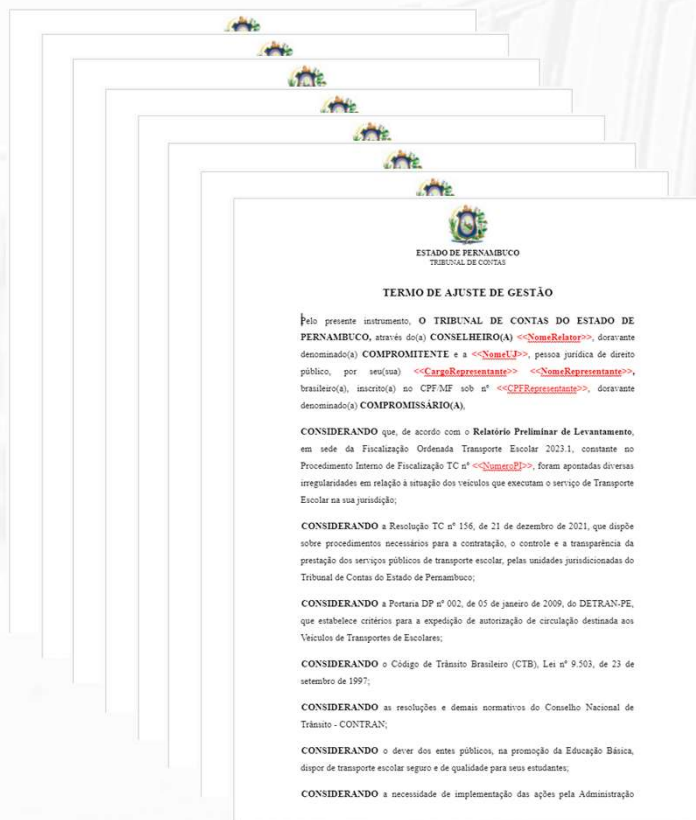 ESTADO DE PERNAMBUCO
TRIBUNAL DE CONTAS
TERMO DE AJUSTE DE GESTÃO
Pelo presente instrumento, O TRIBUNAL DE CONTAS DO ESTADO DE
PERNAMBUCO, através do(a) CONSELHEIRO(A) <<NomeRelator>>, doravante
denominado(a) COMPROMITENTE e a <<NomeUJ>>, pessoa jurídica de direito
público, por seu(sua) <<CargoRepresentante>> <<NomeRepresentante>>,
brasileiro(a), inscrito(a) no CPF/MF sob nº <<CPFRepresentante>>, doravante
denominado(a) COMPROMISSÁRIO(A),
CONSIDERANDO que, de acordo com o Relatório Preliminar de Levantamento,
em sede da Fiscalização Ordenada Transporte Escolar 2023.1, constante no
Procedimento Interno de Fiscalização TC nº <<NumeroPI>>, foram apontadas diversas
irregularidades em relação à situação dos veículos que executam o serviço de Transporte
Escolar na sua jurisdição;
CONSIDERANDO a Resolução TC nº 156, de 21 de dezembro de 2021, que dispõe
sobre procedimentos necessários para a contratação, o controle e a transparência da
prestação dos serviços públicos de transporte escolar, pelas unidades jurisdicionadas do
Tribunal de Contas do Estado de Pernambuco;
CONSIDERANDO a Portaria DP nº 002, de 05 de janeiro de 2009, do DETRAN-PE,
que estabelece critérios para a expedição de autorização de circulação destinada aos
Veículos de Transportes de Escolares;
CONSIDERANDO o Código de Trânsito Brasileiro (CTB), Lei nº 9.503, de 23 de
setembro de 1997;
CONSIDERANDO as resoluções e demais normativos do Conselho Nacional de
Trânsito - CONTRAN;
CONSIDERANDO o dever dos entes públicos, na promoção da Educação Básica,
dispor de transporte escolar seguro e de qualidade para seus estudantes;
CONSIDERANDO a necessidade de implementação das ações pela Administração